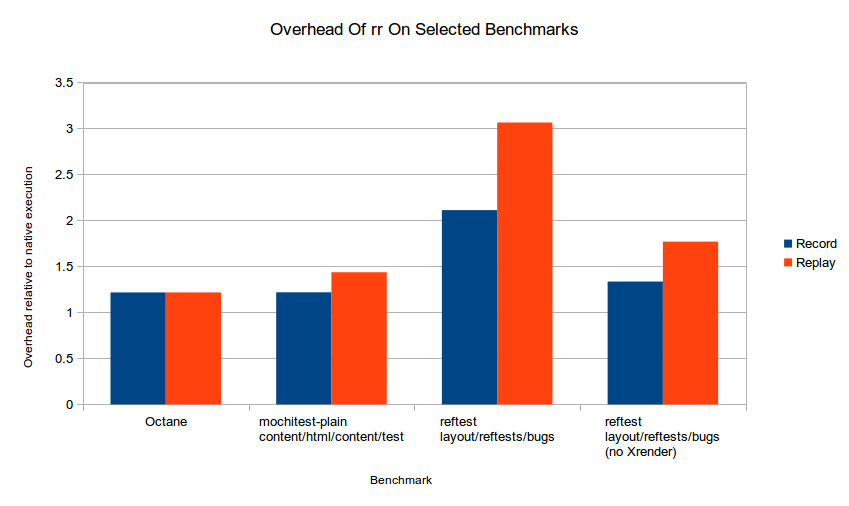 Overhead Of rr On Selected Benchmarks
3.5
3
2.5
2
1.5
1
0.5
0
Overhead relative to native execution
Octane
mochitest-plain
content/html/content/test
reftest
layout/reftests/bugs
reftest
layout/reftests/bugs
(no Xrender)
Benchmark
Record
Replay